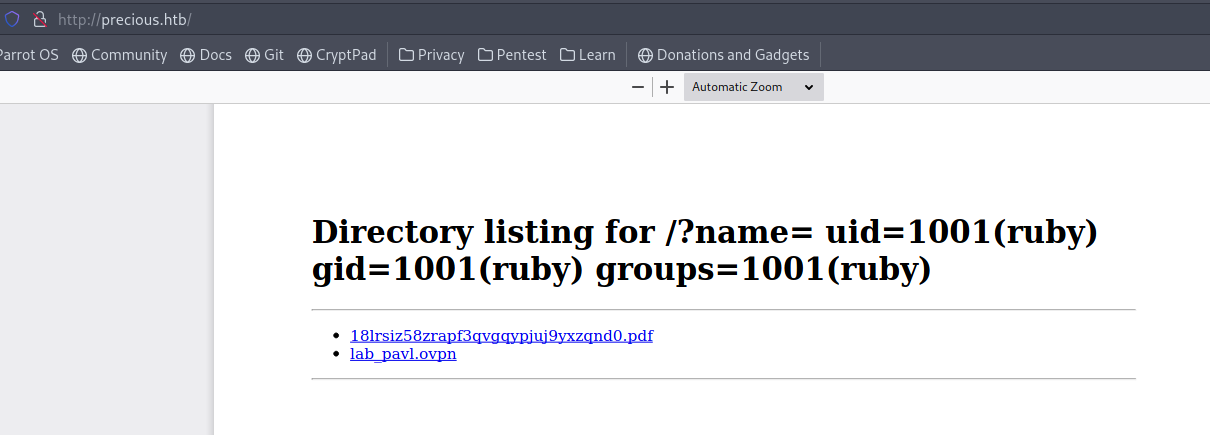 http://precious.htb/
Parrot OS Community Docs Git CryptPad Privacy Pentest Learn Donations and Gadgets
Automatic Zoom
Directory listing for /?name= uid=1001(ruby)
gid=1001(ruby) groups=1001(ruby)
18lrsiz58zrapf3qvgqypjuj9yxzqnd0.pdf
lab_pavl.ovpn